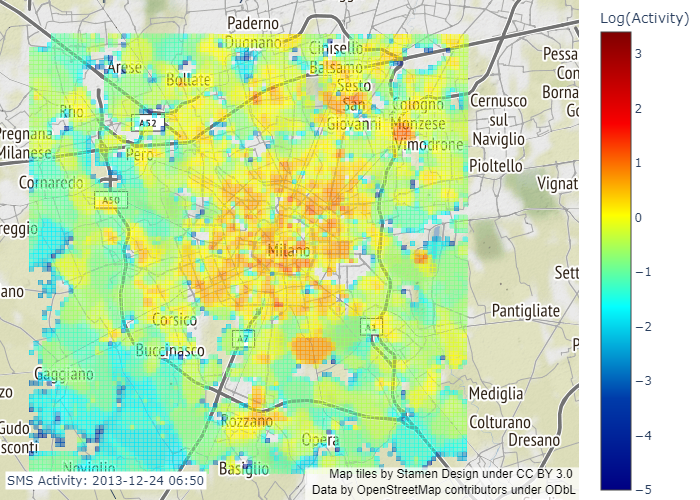 Paderno
Dugnano
Cinisello
Balsamo
Arese
Bollate
Sesto
San
Giovanni
Rho
A52
Cologno
Monzese
Cernusco
sul
Naviglio
Pessa
Con
Borna
Go
Pregnana
Milanese
Pero
Vimodrone
Pioltello
Cornaredo
Vignat
A50
reggio
Milano
Sett
ano
Pantigliate
Corsico
A7
A1
Buccinasco
P
Gaggiano
zo
Mediglia
Rozzano
Colturano
Gudo
sconti
Opera
Dresano
Noviglio
Basiglio
SMS Activity: 2013-12-24 06:50
Map tiles by Stamen Design under CC BY 3.0
Data by OpenStreetMap contributors under ODbL
Log(Activity)
3
2
1
0
−1
−2
−3
−4
−5